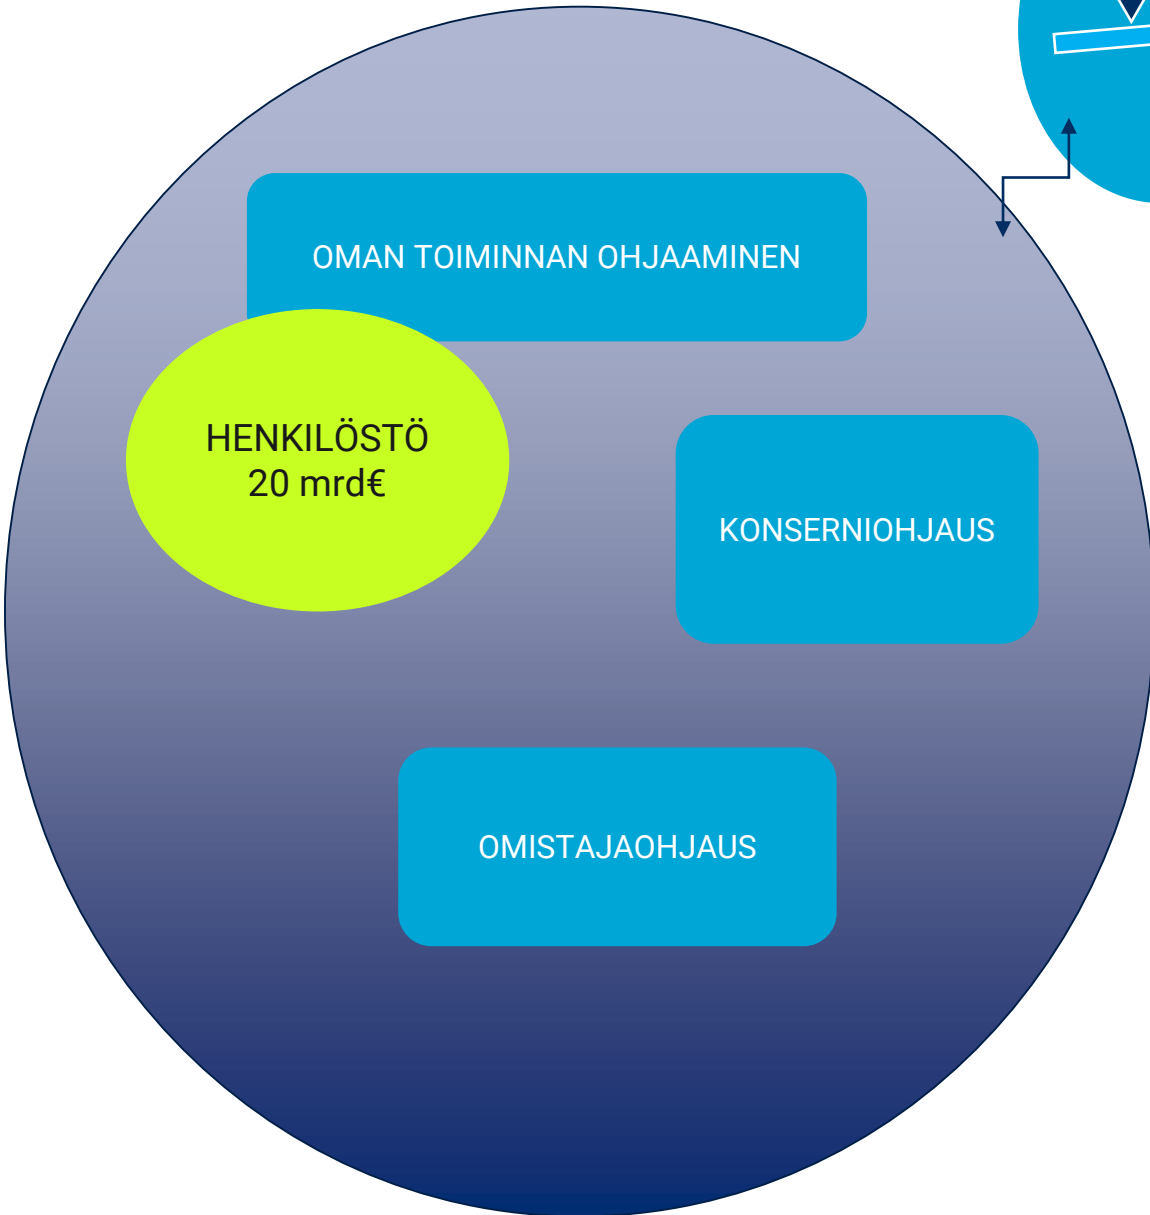 OMAN TOIMINNAN OHJAAMINEN
HENKILÖSTÖ
20 mrd€
KONSERNIOHJAUS
OMISTAJAOHJAUS